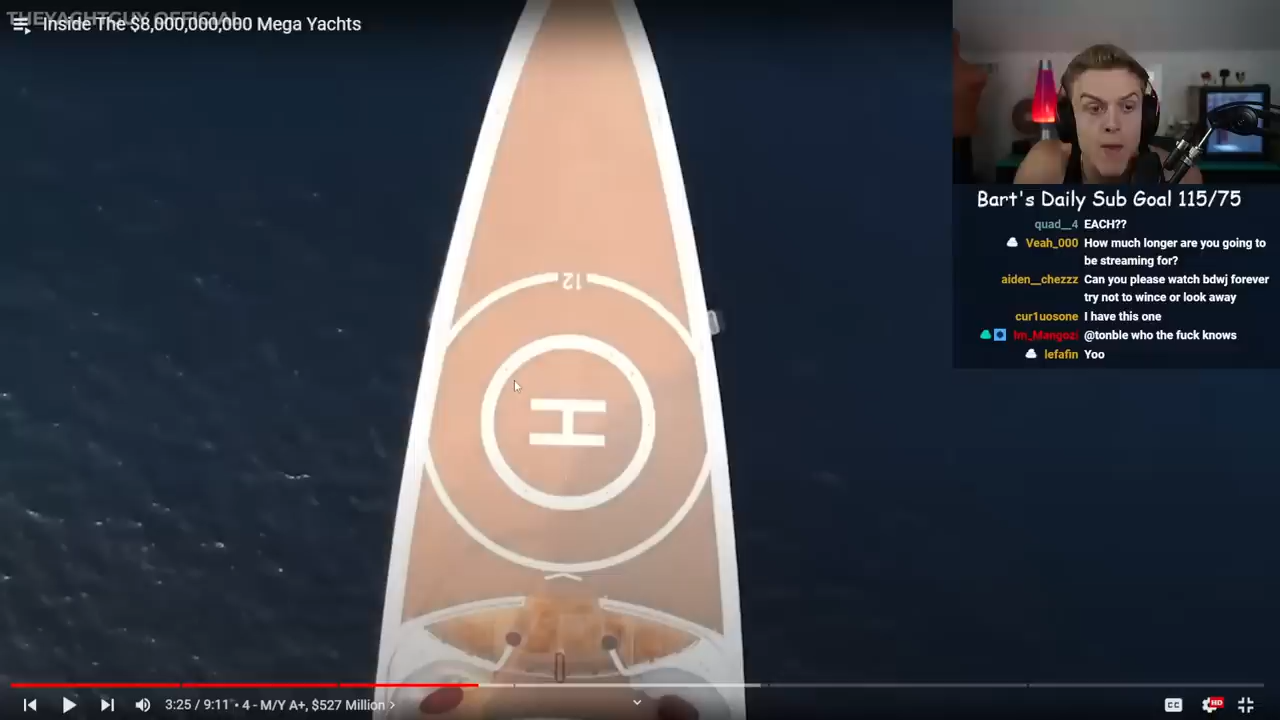 THEYACHTGUY OFFICIAL
Inside The $8,000,000,000 Mega Yachts
12
H
Bart's Daily Sub Goal 115/75
quad__4 EACH??
Veah_000 How much longer are you going to
be streaming for?
aiden__chezzz Can you please watch bdwj forever
try not to wince or look away
cur1uosone I have this one
Im_Mangozi @tonble who the fuck knows
lefafin Yoo
3:25 / 9:11 • 4 - M/Y A+, $527 Million >
CC
HD